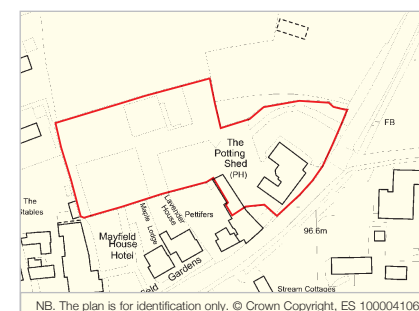 FB
The
Potting
Shed
(PH)
The
Stables
Maple
Lodge
Lavender
House
Pettifers
Mayfield
House
Hotel
96.6m
Gardens
Stream Cottages
NB. The plan is for identification only. © Crown Copyright, ES 100004106